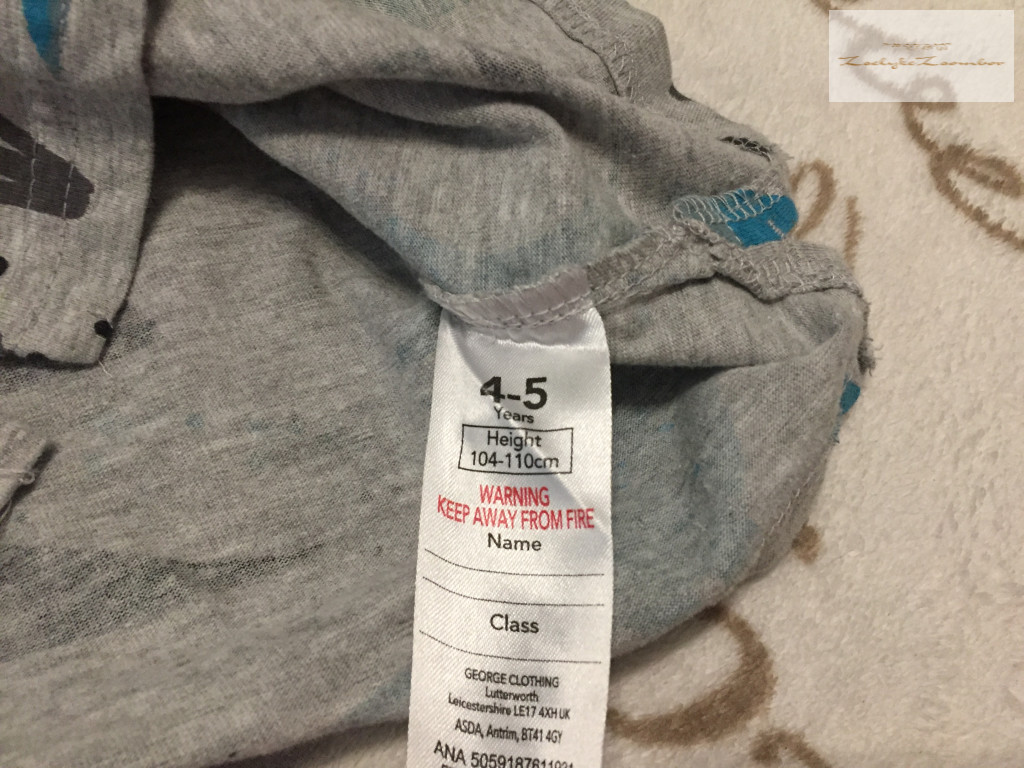 4-5
Years
Height
104-110cm
WARNING
KEEP AWAY FROM FIRE
Name
Class
GEORGE CLOTHING
Lutterworth
Leicestershire LE17 4XH UK
ASDA, Antrim, BT41 4GY
ANA